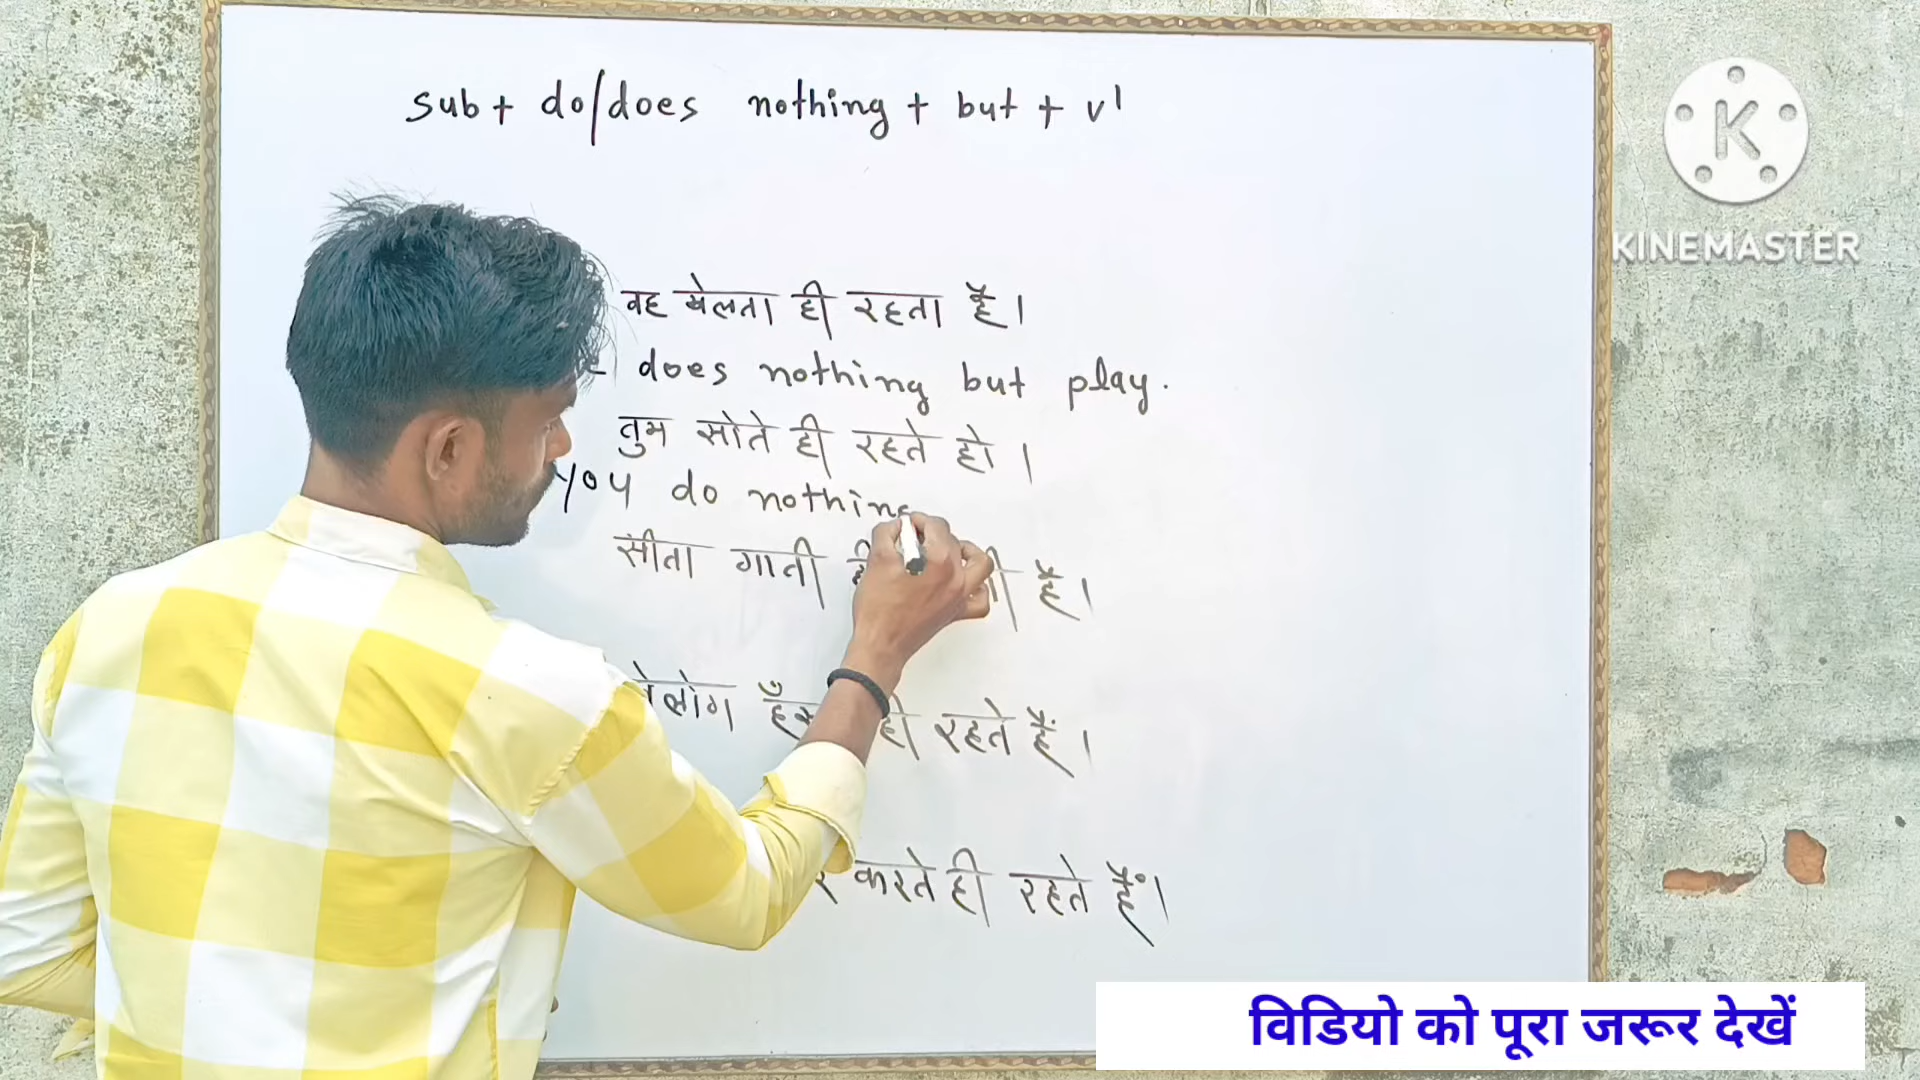 sub + do/does nothing + but + v1
KINEMASTER
वह खेलता ही रहता है।
does nothing but play.
तुम सोते ही रहते हो।
you do nothing
सीता गाती है।
लोग ही रहते हैं।
करते ही रहते हैं।
विडियो को पूरा जरूर देखें